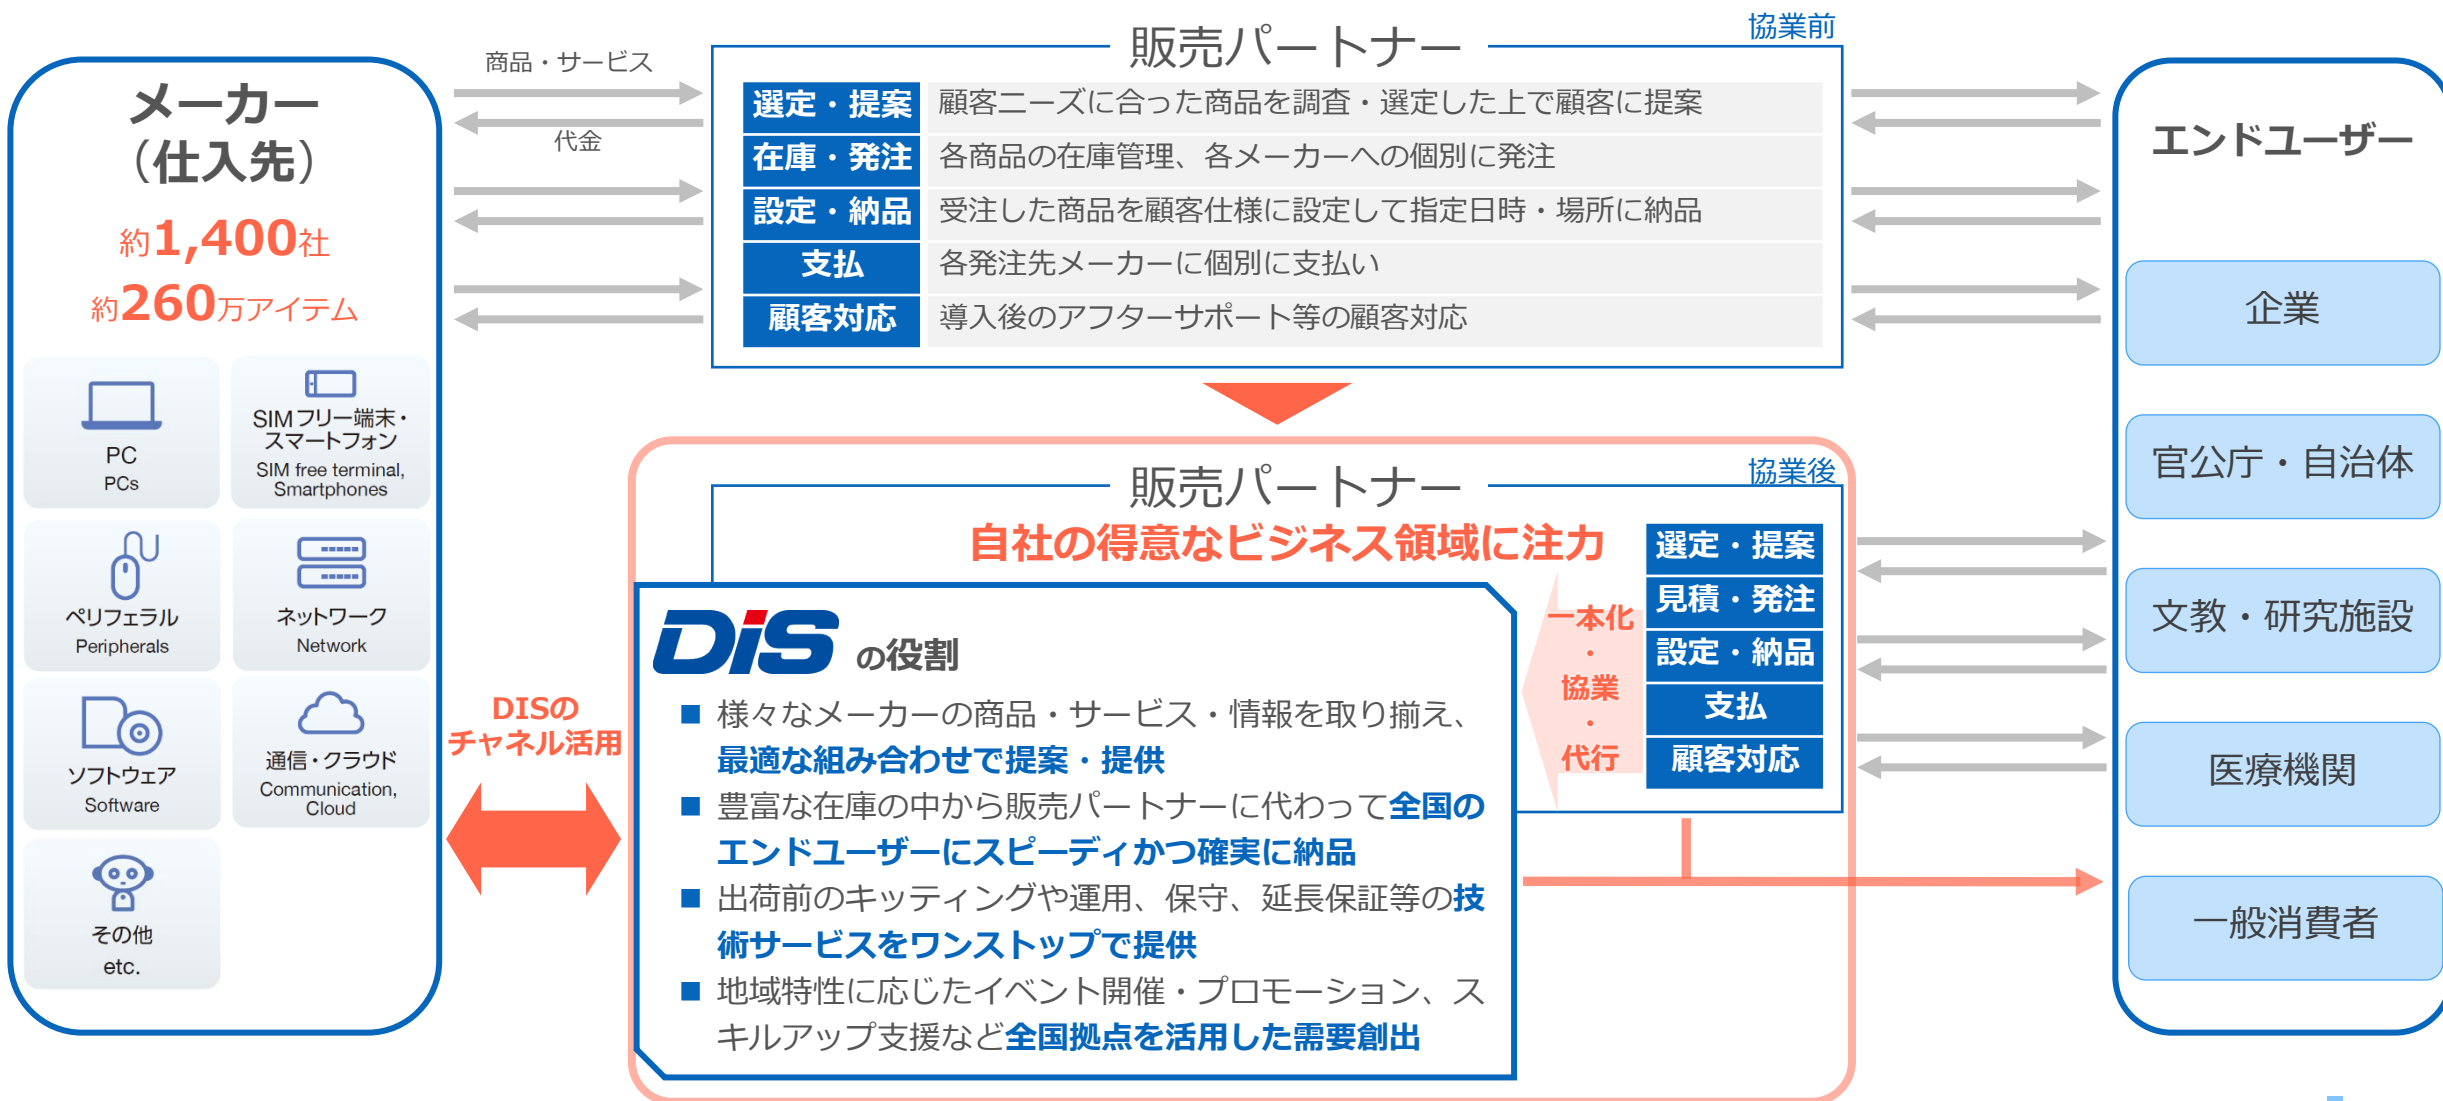 メーカー
（仕入先）
約1,400社
約260万アイテム
PC
PCs
SIMフリー端末・
スマートフォン
SIM free terminal,
Smartphones
ペリフェラル
Peripherals
ネットワーク
Network
ソフトウェア
Software
通信・クラウド
Communication,
Cloud
その他
etc.
商品・サービス
代金
販売パートナー
協業前
選定・提案 顧客ニーズに合った商品を調査・選定した上で顧客に提案
在庫・発注 各商品の在庫管理、各メーカーへの個別に発注
設定・納品 受注した商品を顧客仕様に設定して指定日時・場所に納品
支払 各発注先メーカーに個別に支払い
顧客対応 導入後のアフターサポート等の顧客対応
販売パートナー
協業後
自社の得意なビジネス領域に注力
選定・提案
見積・発注
設定・納品
支払
顧客対応
一本化
・
協業
・
代行
DISの
チャネル活用
DiS の役割
様々なメーカーの商品・サービス・情報を取り揃え、
最適な組み合わせで提案・提供
豊富な在庫の中から販売パートナーに代わって全国の
エンドユーザーにスピーディかつ確実に納品
出荷前のキッティングや運用、保守、延長保証等の技
術サービスをワンストップで提供
地域特性に応じたイベント開催・プロモーション、ス
キルアップ支援など全国拠点を活用した需要創出
エンドユーザー
企業
官公庁・自治体
文教・研究施設
医療機関
一般消費者